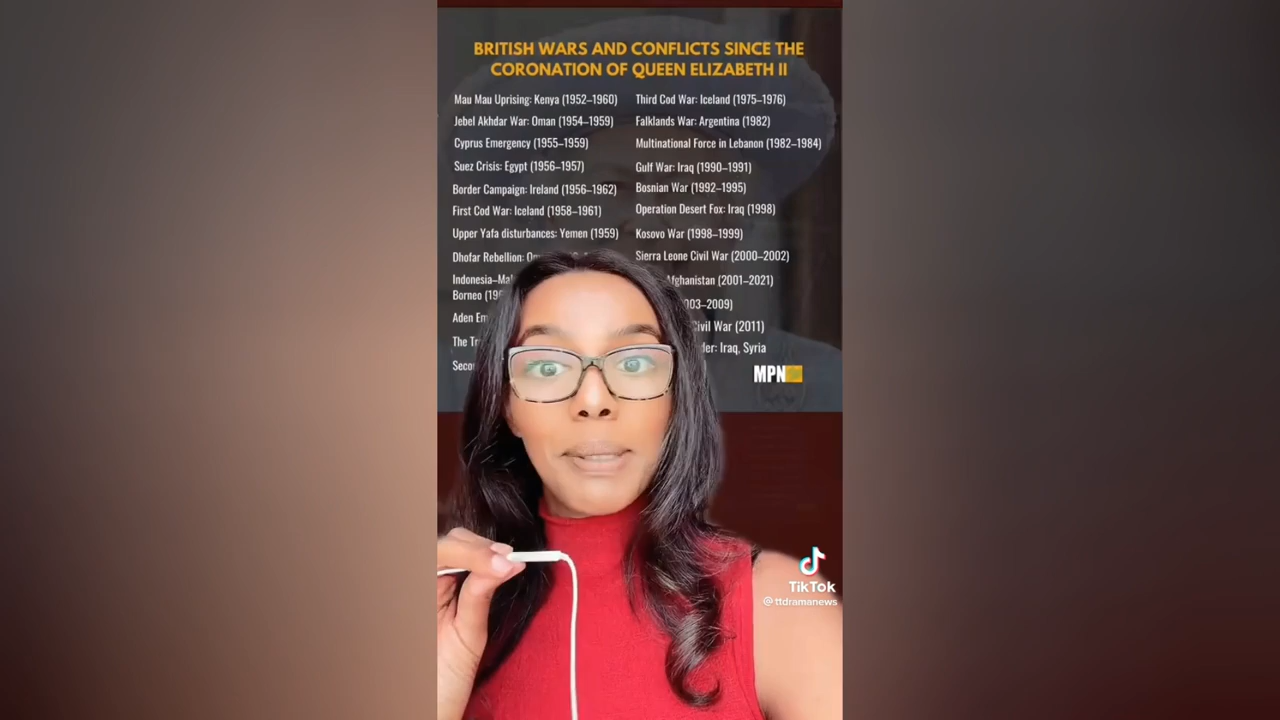 BRITISH WARS AND CONFLICTS SINCE THE
CORONATION OF QUEEN ELIZABETH II
Mau Mau Uprising: Kenya (1952–1960)
Jebel Akhdar War: Oman (1954–1959)
Cyprus Emergency (1955–1959)
Suez Crisis: Egypt (1956–1957)
Border Campaign: Ireland (1956–1962)
First Cod War: Iceland (1958–1961)
Upper Yafa disturbances: Yemen (1959)
Dhofar Rebellion:
Borneo
Aden
The
Third Cod War: Iceland (1975–1976)
Falklands War: Argentina (1982)
Multinational Force in Lebanon (1982–1984)
Gulf War: Iraq (1990–1991)
Bosnian War (1992–1995)
Operation Desert Fox: Iraq (1998)
Kosovo War (1998–1999)
Sierra Leone Civil War (2000–2002)
Afghanistan (2001–2021)
Civil War (2011)
Iraq, Syria
MPN
TikTok
@ttdramanews